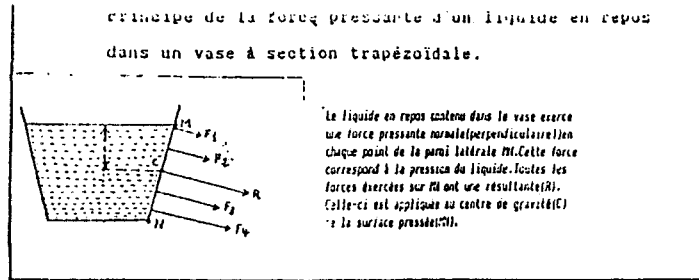 Principe de la force pressante d'un liquide en repos
dans un vase à section trapézoïdale.
M
F1
F2
C
R
F3
F4
Le liquide en repos contenu dans le vase exerce
une force pressante normale(perpendiculaire)en
chaque point de la paroi latérale MN.Cette force
correspond à la pression du liquide.Toutes les
forces éxercées sur MN ont une résultante(R).
Celle-ci est appliquée au centre de gravité(C)
de la surface pressée(MN).